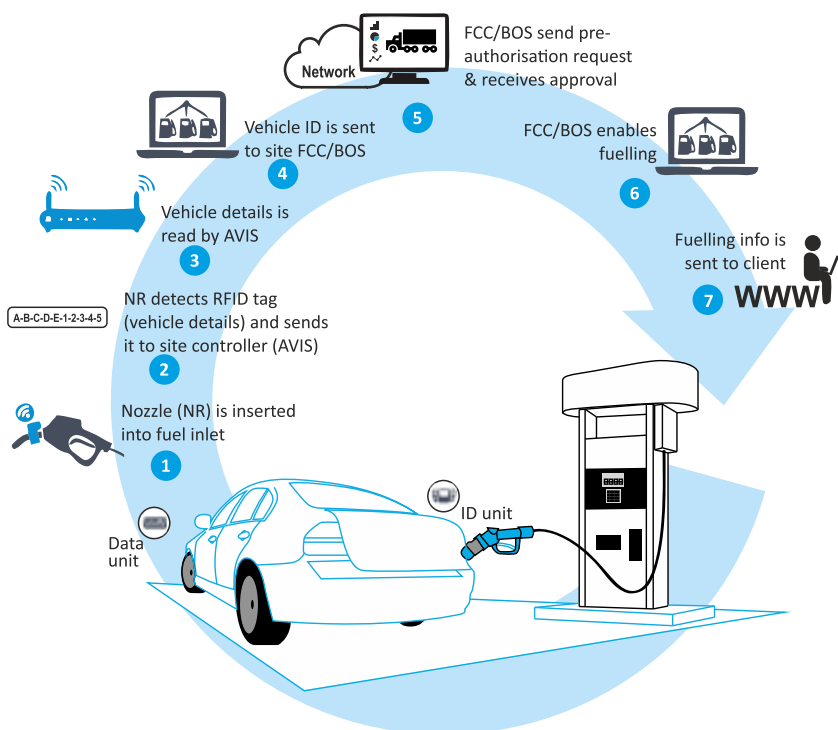 Network
$
FCC/BOS send pre-
authorisation request
& receives approval
5
Vehicle ID is sent
to site FCC/BOS
4
FCC/BOS enables
fuelling
6
Vehicle details is
read by AVIS
3
Fuelling info is
sent to client
7
WWW
A-B-C-D-E-1-2-3-4-5
NR detects RFID tag
(vehicle details) and sends
it to site controller (AVIS)
2
Nozzle (NR) is inserted
into fuel inlet
1
ID unit
Data
unit